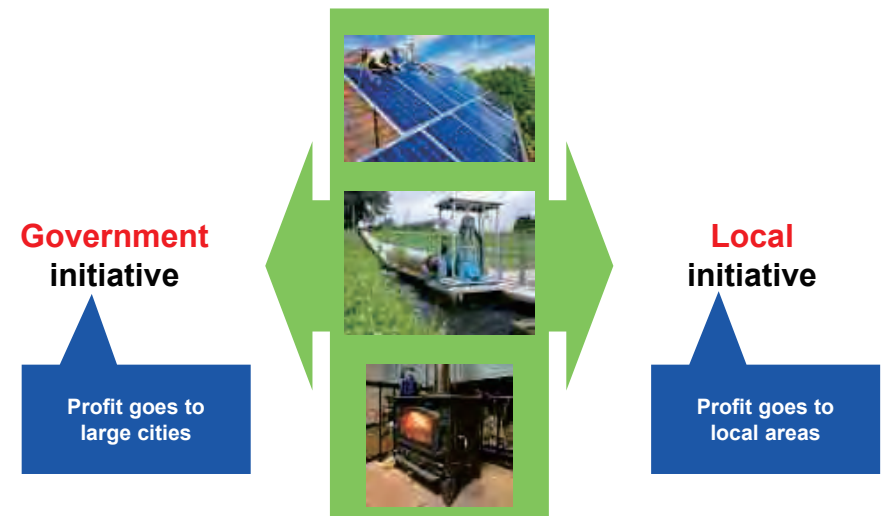 Government
initiative
Profit goes to
large cities
Local
initiative
Profit goes to
local areas